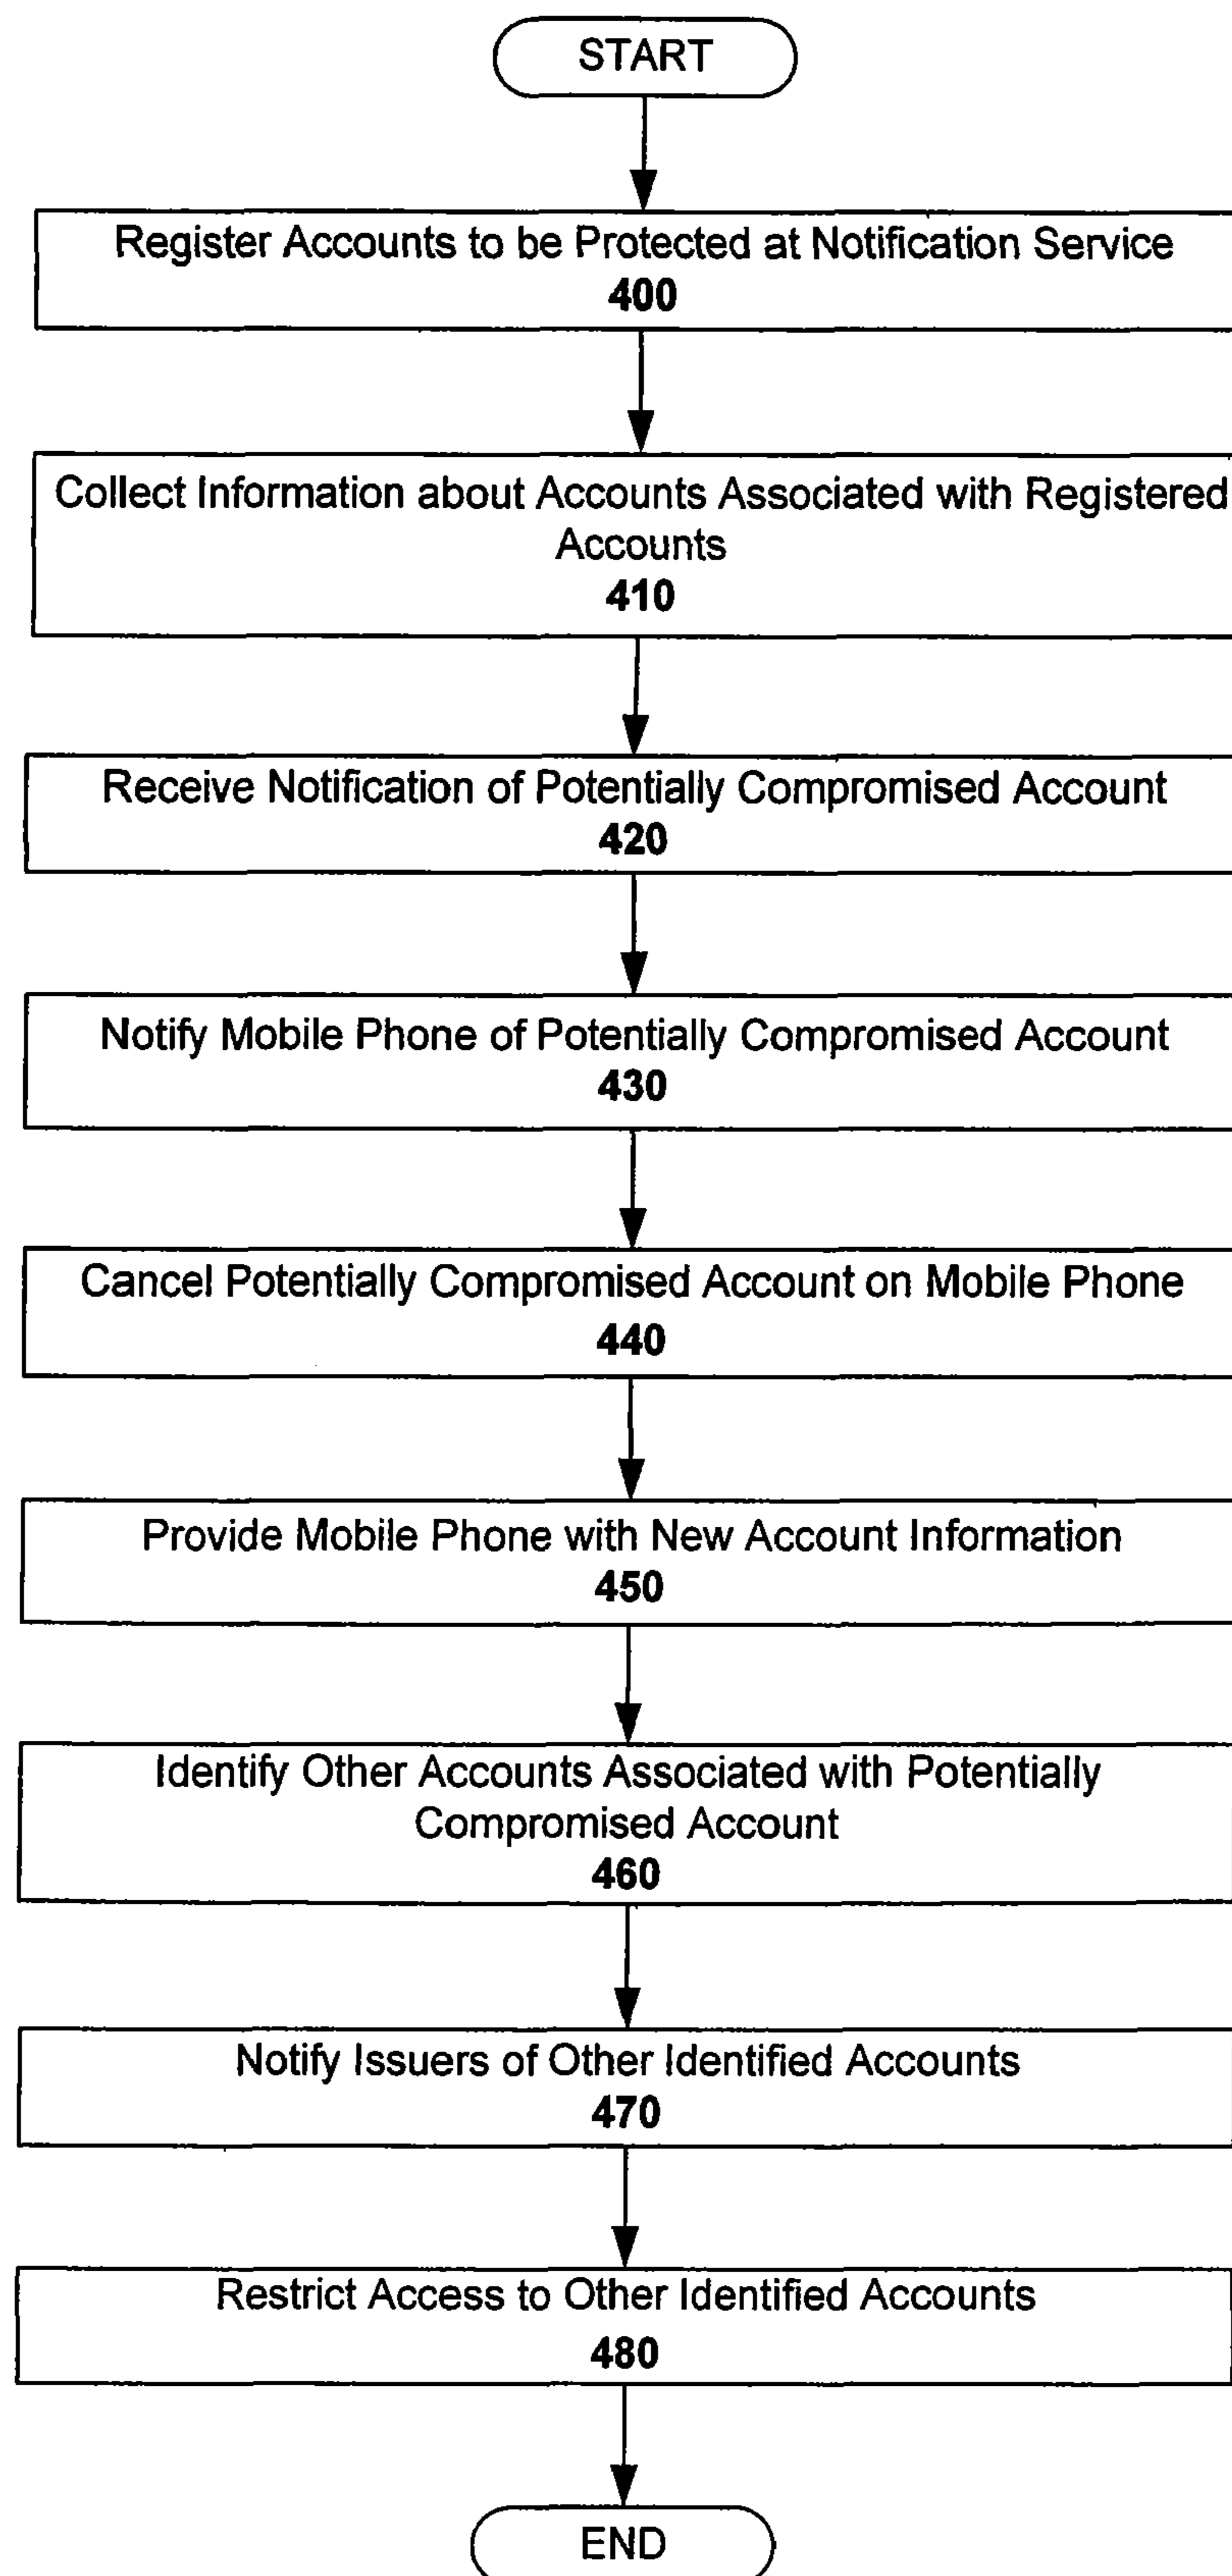 START
Register Accounts to be Protected at Notification Service
400
Collect Information about Accounts Associated with Registered
Accounts
410
Receive Notification of Potentially Compromised Account
420
Notify Mobile Phone of Potentially Compromised Account
430
Cancel Potentially Compromised Account on Mobile Phone
440
Provide Mobile Phone with New Account Information
450
Identify Other Accounts Associated with Potentially
Compromised Account
460
Notify Issuers of Other Identified Accounts
470
Restrict Access to Other Identified Accounts
480
END